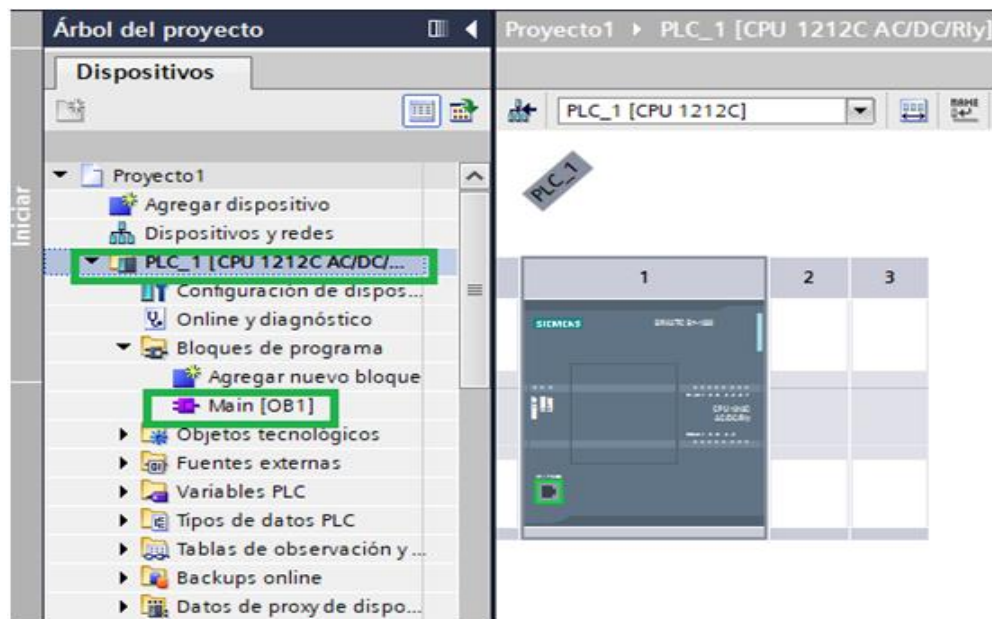 Árbol del proyecto
Dispositivos
Iniciar
Proyecto1
Agregar dispositivo
Dispositivos y redes
PLC_1 [CPU 1212C AC/DC/...
Configuración de dispos...
Online y diagnóstico
Bloques de programa
Agregar nuevo bloque
Main [OB1]
Objetos tecnológicos
Fuentes externas
Variables PLC
Tipos de datos PLC
Tablas de observación y ...
Backups online
Datos de proxy de dispo...
Proyecto1 PLC_1 [CPU 1212C AC/DC/Rly]
PLC_1 [CPU 1212C]
PLC_1
1 2 3
SIEMENS